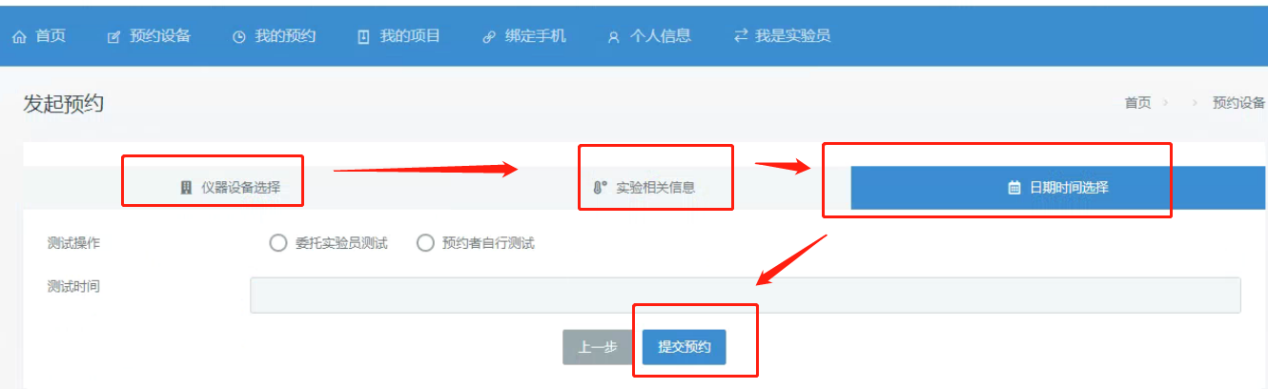 首页 预约设备 我的预约 我的项目 绑定手机 个人信息 我是实验员
发起预约 首页 > > 预约设备
仪器设备选择 实验相关信息 日期时间选择
测试操作 委托实验员测试 预约者自行测试
测试时间
上一步 提交预约